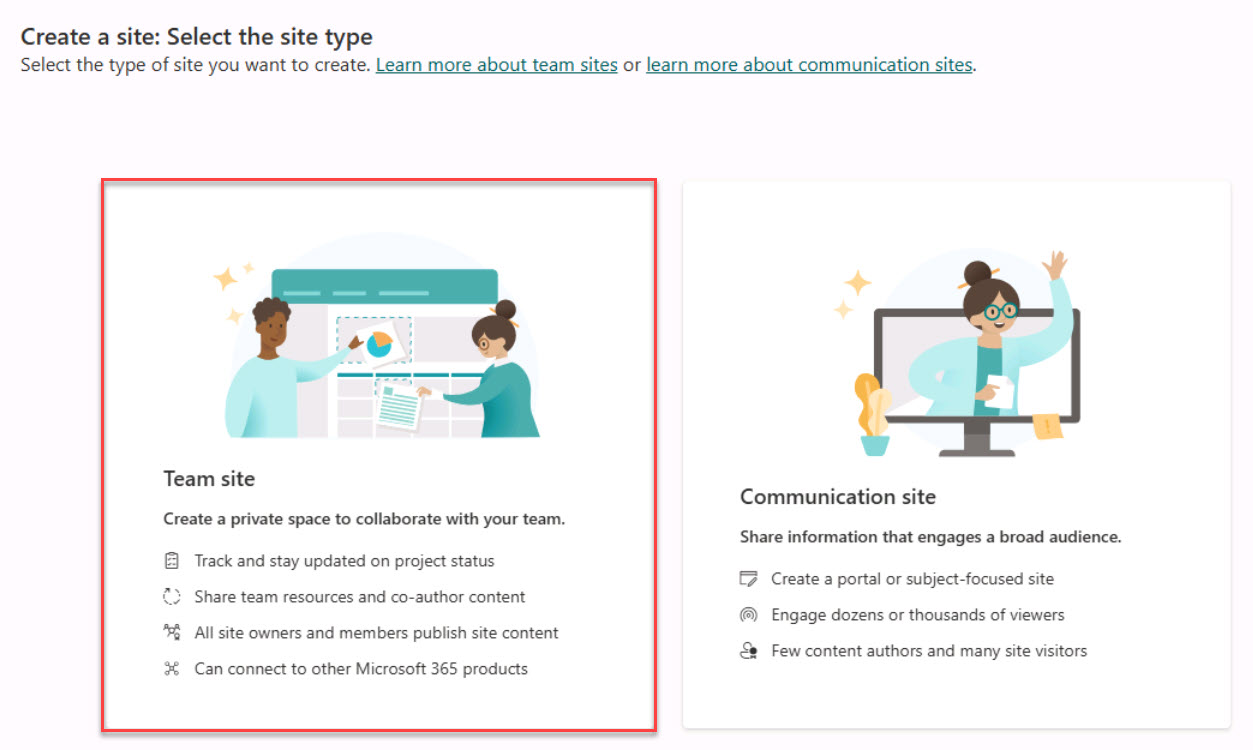 Create a site: Select the site type
Select the type of site you want to create. Learn more about team sites or learn more about communication sites.
Team site
Create a private space to collaborate with your team.
Track and stay updated on project status
Share team resources and co-author content
All site owners and members publish site content
Can connect to other Microsoft 365 products
Communication site
Share information that engages a broad audience.
Create a portal or subject-focused site
Engage dozens or thousands of viewers
Few content authors and many site visitors